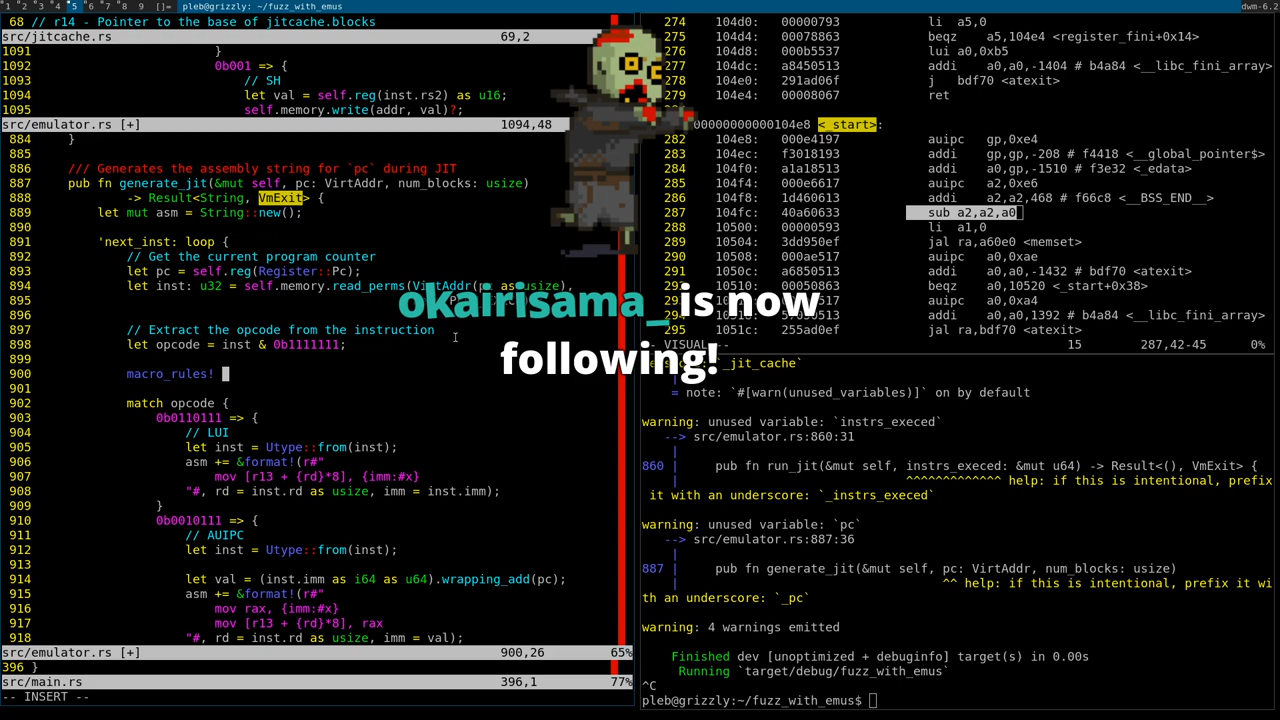 1 2 3 4 5 6 7 8 9 []= pleb@grizzly: ~/fuzz_with_emus dwm-6.2
68 // r14 - Pointer to the base of jitcache.blocks
src/jitcache.rs 69,2
1091 }
1092 0b001 => {
1093 // SH
1094 let val = self.reg(inst.rs2) as u16;
1095 self.memory.write(addr, val)?;
src/emulator.rs [+] 1094,48
884 }
885
886 /// Generates the assembly string for `pc` during JIT
887 pub fn generate_jit(&mut self, pc: VirtAddr, num_blocks: usize)
888 -> Result<String, VmExit> {
889 let mut asm = String::new();
890
891 'next_inst: loop {
892 // Get the current program counter
893 let pc = self.reg(Register::Pc);
894 let inst: u32 = self.memory.read_perms(VirtAddr(pc as usize),
895
896
897 // Extract the opcode from the instruction
898 let opcode = inst & 0b1111111;
899
900 macro_rules!
901
902 match opcode {
903 0b0110111 => {
904 // LUI
905 let inst = Utype::from(inst);
906 asm += &format!(r#"
907 mov [r13 + {rd}*8], {imm:#x}
908 "#, rd = inst.rd as usize, imm = inst.imm);
909 }
910 0b0010111 => {
911 // AUIPC
912 let inst = Utype::from(inst);
913
914 let val = (inst.imm as i64 as u64).wrapping_add(pc);
915 asm += &format!(r#"
916 mov rax, {imm:#x}
917 mov [r13 + {rd}*8], rax
918 "#, rd = inst.rd as usize, imm = val);
src/emulator.rs [+] 900,26 65%
396 }
src/main.rs 396,1 77%
-- INSERT --
okairisama_ is now
following!
274 104d0: 00000793 li a5,0
275 104d4: 00078863 beqz a5,104e4 <register_fini+0x14>
276 104d8: 000b5537 lui a0,0xb5
277 104dc: a8450513 addi a0,a0,-1404 # b4a84 <__libc_fini_array>
278 104e0: 291ad06f j bdf70 <atexit>
279 104e4: 00008067 ret
00000000000104e8 <_start>:
282 104e8: 000e4197 auipc gp,0xe4
283 104ec: f3018193 addi gp,gp,-208 # f4418 <__global_pointer$>
284 104f0: a1a18513 addi a0,gp,-1510 # f3e32 <_edata>
285 104f4: 000e6617 auipc a2,0xe6
286 104f8: 1d460613 addi a2,a2,468 # f66c8 <__BSS_END__>
287 104fc: 40a60633 sub a2,a2,a0
288 10500: 00000593 li a1,0
289 10504: 3dd950ef jal ra,a60e0 <memset>
290 10508: 000ae517 auipc a0,0xae
291 1050c: a6850513 addi a0,a0,-1432 # bdf70 <atexit>
292 10510: 00050863 beqz a0,10520 <_start+0x38>
293 10514: 000a4517 auipc a0,0xa4
294 10518: 57050513 addi a0,a0,1392 # b4a84 <__libc_fini_array>
295 1051c: 255ad0ef jal ra,bdf70 <atexit>
-- VISUAL -- 15 287,42-45 0%
`_jit_cache`
|
= note: `#[warn(unused_variables)]` on by default
warning: unused variable: `instrs_execed`
--> src/emulator.rs:860:31
|
860 | pub fn run_jit(&mut self, instrs_execed: &mut u64) -> Result<(), VmExit> {
| ^^^^^^^^^^^^^ help: if this is intentional, prefix
it with an underscore: `_instrs_execed`
warning: unused variable: `pc`
--> src/emulator.rs:887:36
|
887 | pub fn generate_jit(&mut self, pc: VirtAddr, num_blocks: usize)
| ^^ help: if this is intentional, prefix it wi
th an underscore: `_pc`
warning: 4 warnings emitted
Finished dev [unoptimized + debuginfo] target(s) in 0.00s
Running `target/debug/fuzz_with_emus`
^C
pleb@grizzly:~/fuzz_with_emus$